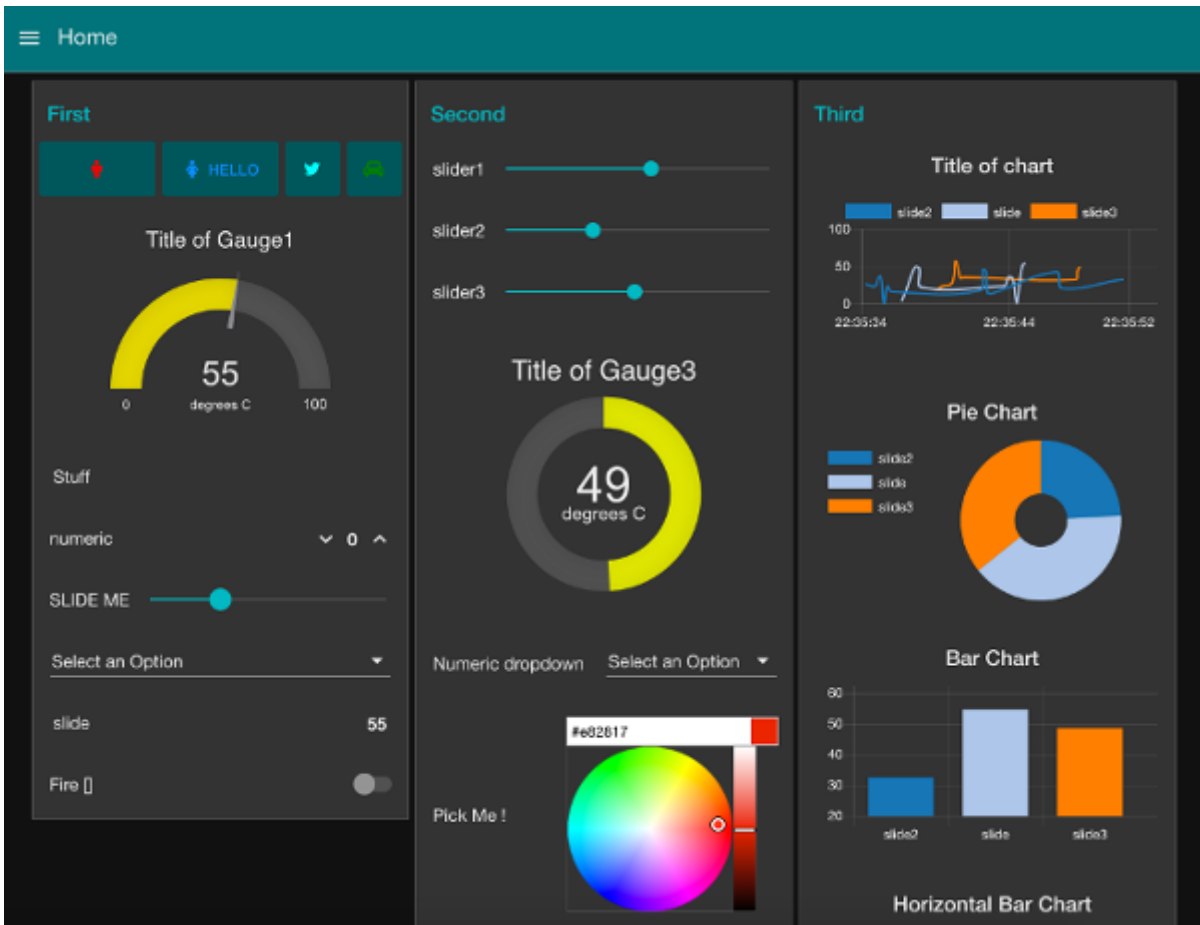 Home
First
HELLO
Title of Gauge1
55
0 degrees C 100
Stuff
numeric 0
SLIDE ME
Select an Option
slide 55
Fire []
Second
slider1
slider2
slider3
Title of Gauge3
49
degrees C
Numeric dropdown Select an Option
#e82817
Pick Me !
Third
Title of chart
slide2 slide slide3
100
50
0
22:35:34 22:35:44 22:35:52
Pie Chart
slide2
slide
slide3
Bar Chart
60
50
40
30
20
slide2 slide slide3
Horizontal Bar Chart